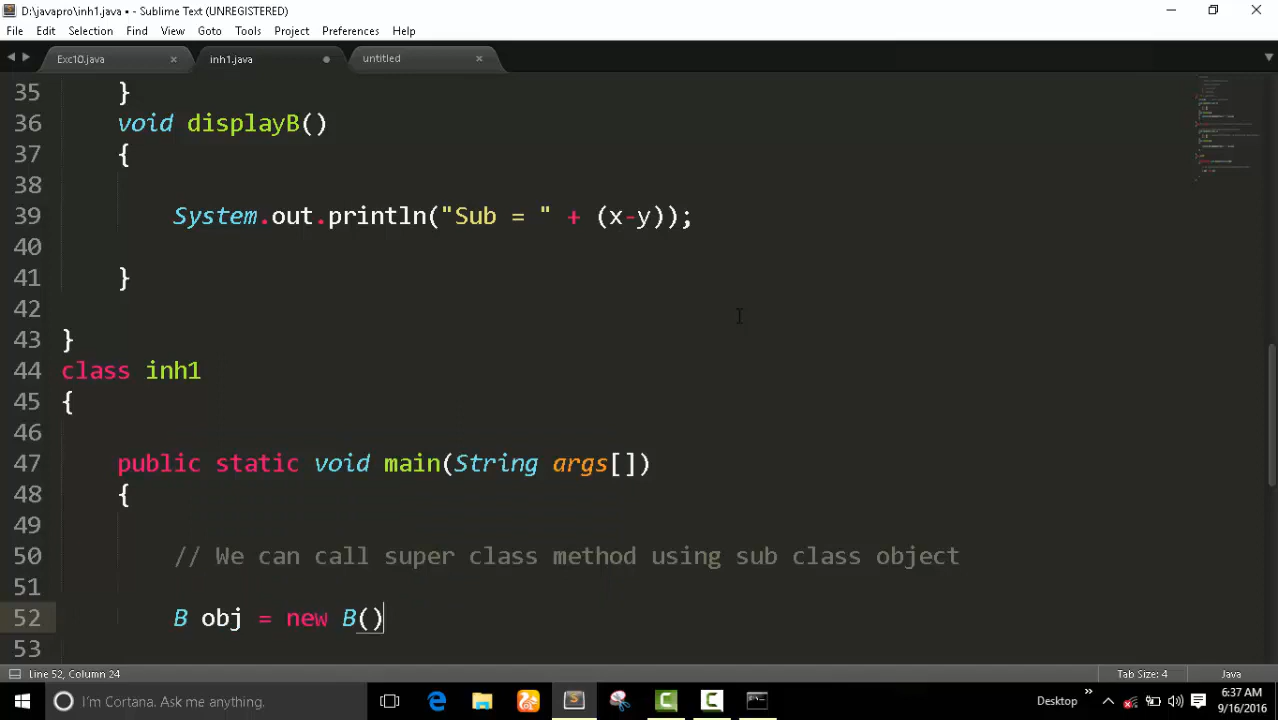 D:\javapro\inh1.java • - Sublime Text (UNREGISTERED)
File Edit Selection Find View Goto Tools Project Preferences Help
Exc10.java inh1.java untitled
35 }
36 void displayB()
37 {
38
39 System.out.println("Sub = " + (x-y));
40
41 }
42
43 }
44 class inh1
45 {
46
47 public static void main(String args[])
48 {
49
50 // We can call super class method using sub class object
51
52 B obj = new B()
53
Line 52, Column 24 Tab Size: 4 Java
I'm Cortana. Ask me anything. Desktop 6:37 AM
9/16/2016